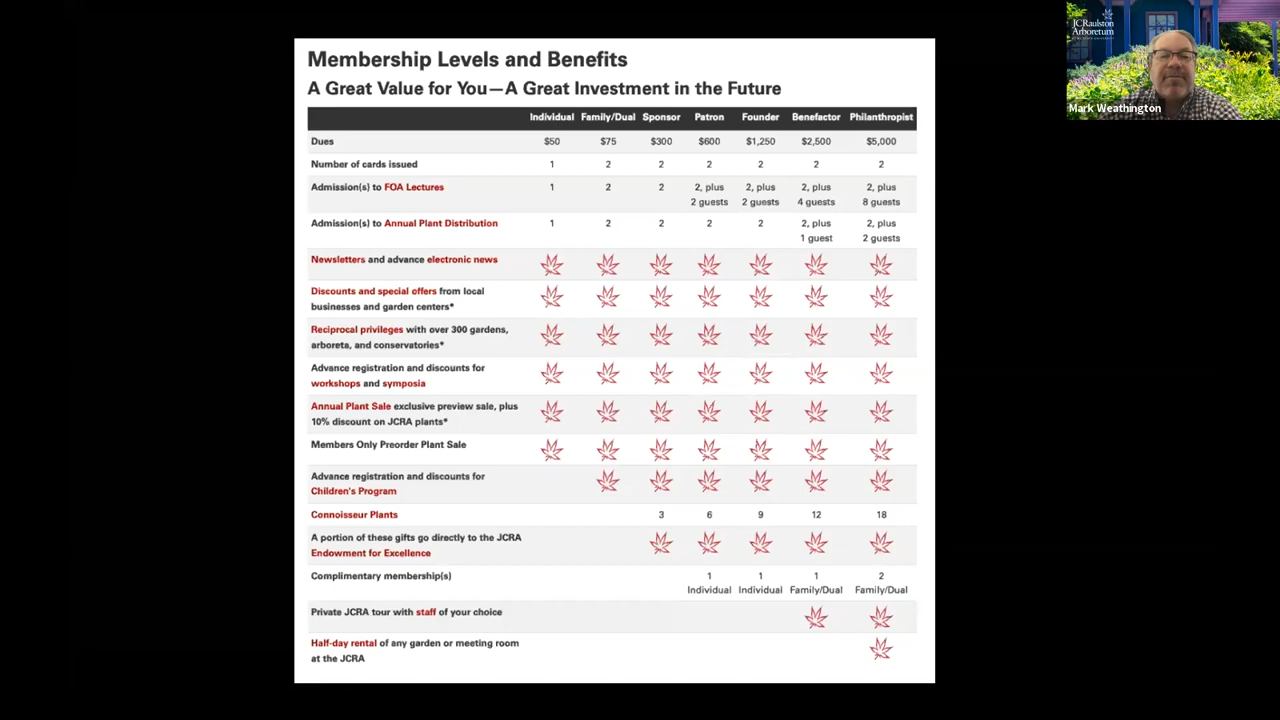 Membership Levels and Benefits
A Great Value for You—A Great Investment in the Future
Individual Family/Dual Sponsor Patron Founder Benefactor Philanthropist
Dues $50 $75 $300 $600 $1,250 $2,500 $5,000
Number of cards issued 1 2 2 2 2 2 2
Admission(s) to FOA Lectures 1 2 2 2, plus 2, plus 2, plus 2, plus
2 guests 2 guests 4 guests 8 guests
Admission(s) to Annual Plant Distribution 1 2 2 2 2 2, plus 2, plus
1 guest 2 guests
Newsletters and advance electronic news
Discounts and special offers from local
businesses and garden centers*
Reciprocal privileges with over 300 gardens,
arboreta, and conservatories*
Advance registration and discounts for
workshops and symposia
Annual Plant Sale exclusive preview sale, plus
10% discount on JCRA plants*
Members Only Preorder Plant Sale
Advance registration and discounts for
Children's Program
Connoisseur Plants 3 6 9 12 18
A portion of these gifts go directly to the JCRA
Endowment for Excellence
Complimentary membership(s) 1 1 1 2
Individual Individual Family/Dual Family/Dual
Private JCRA tour with staff of your choice
Half-day rental of any garden or meeting room
at the JCRA
JCRaulston
Arboretum
Mark Weathington